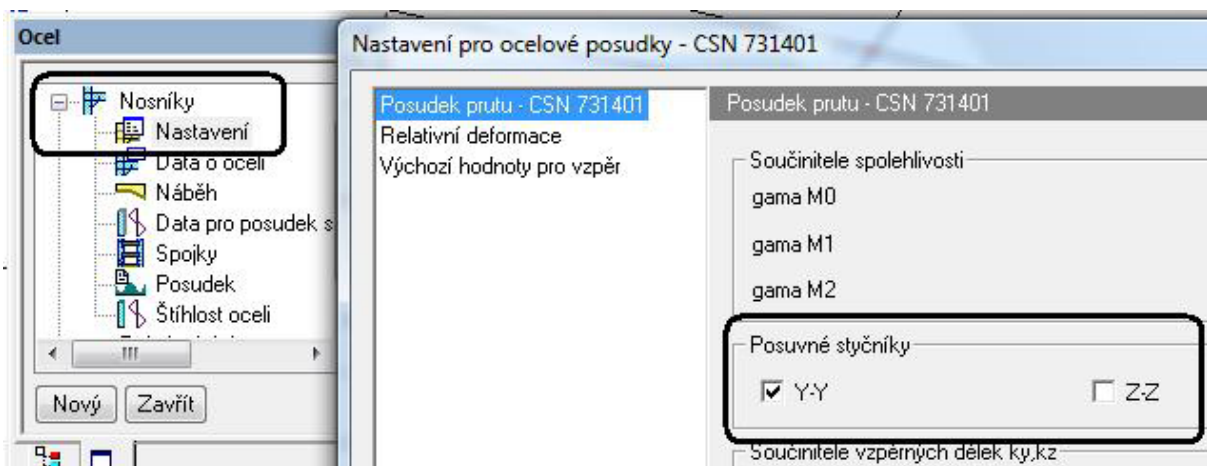 Ocel
Nosníky
Nastavení
Data o oceli
Náběh
Data pro posudek s
Spojky
Posudek
Štíhlost oceli
Nový
Zavřít
Nastavení pro ocelové posudky - CSN 731401
Posudek prutu - CSN 731401
Relativní deformace
Výchozí hodnoty pro vzpěr
Posudek prutu - CSN 731401
Součinitele spolehlivosti
gama M0
gama M1
gama M2
Posuvné styčníky
Y-Y
Z-Z
Součinitele vzpěrných délek ky,kz